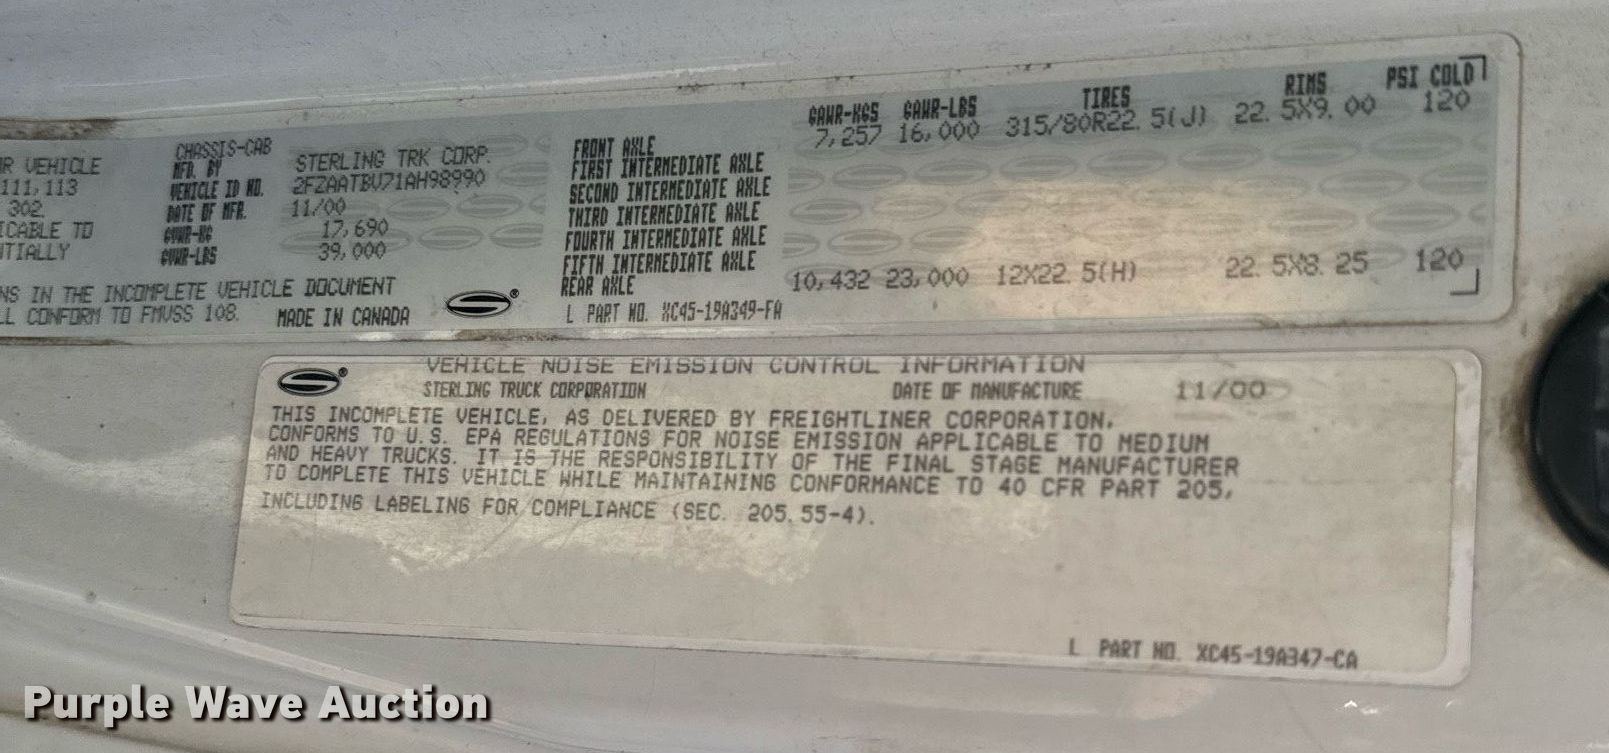 R VEHICLE
111,113
302
ICABLE TO
NTIALLY
NS IN THE INCOMPLETE VEHICLE DOCUMENT
LL CONFORM TO FMVSS 108. MADE IN CANADA
CHASSIS-CAB
MFD. BY STERLING TRK CORP.
VEHICLE ID NO. 2FZAATBV71AH98990
DATE OF MFR. 11/00
GVWR-KG 17,690
GVWR-LBS 39,000
GAWR-KGS GAWR-LBS TIRES RIMS PSI COLD
FRONT AXLE 7,257 16,000 315/80R22.5(J) 22.5X9.00 120
FIRST INTERMEDIATE AXLE
SECOND INTERMEDIATE AXLE
THIRD INTERMEDIATE AXLE
FOURTH INTERMEDIATE AXLE
FIFTH INTERMEDIATE AXLE
REAR AXLE 10,432 23,000 12X22.5(H) 22.5X8.25 120
L PART NO. XC45-19A349-FA
VEHICLE NOISE EMISSION CONTROL INFORMATION
STERLING TRUCK CORPORATION DATE OF MANUFACTURE 11/00
THIS INCOMPLETE VEHICLE, AS DELIVERED BY FREIGHTLINER CORPORATION,
CONFORMS TO U.S. EPA REGULATIONS FOR NOISE EMISSION APPLICABLE TO MEDIUM
AND HEAVY TRUCKS. IT IS THE RESPONSIBILITY OF THE FINAL STAGE MANUFACTURER
TO COMPLETE THIS VEHICLE WHILE MAINTAINING CONFORMANCE TO 40 CFR PART 205,
INCLUDING LABELING FOR COMPLIANCE (SEC. 205.55-4).
L PART NO. XC45-19A347-CA
Purple Wave Auction